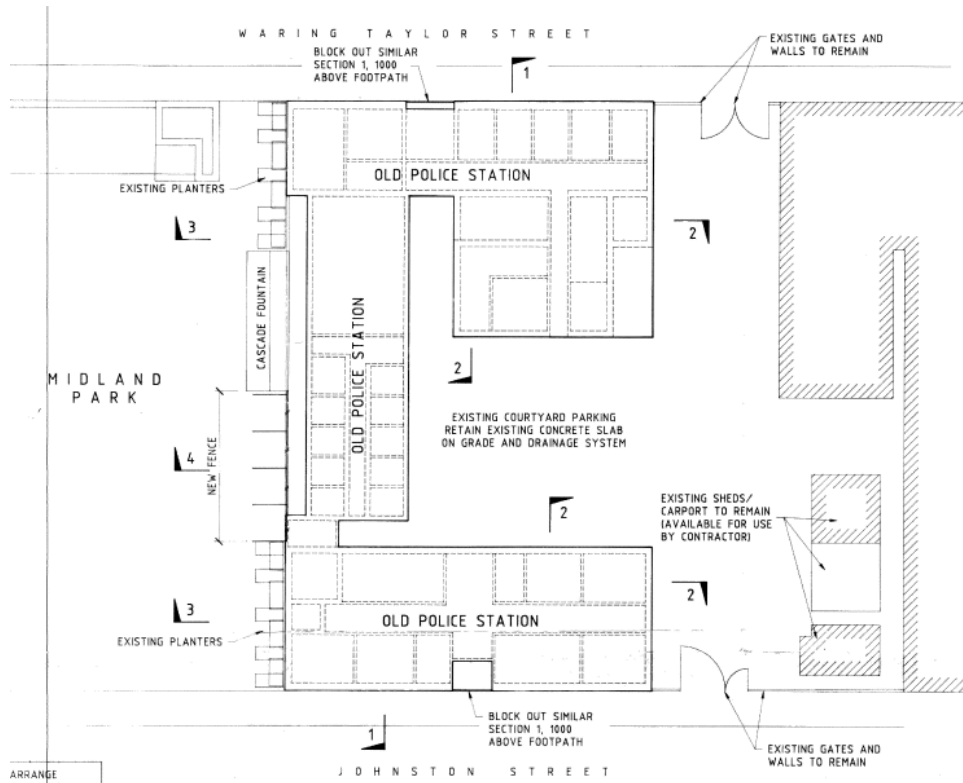 WARING TAYLOR STREET
BLOCK OUT SIMILAR
SECTION 1, 1000
ABOVE FOOTPATH
1
EXISTING GATES AND
WALLS TO REMAIN
EXISTING PLANTERS
OLD POLICE STATION
3
2
CASCADE FOUNTAIN
OLD POLICE STATION
2
MIDLAND
PARK
EXISTING COURTYARD PARKING
RETAIN EXISTING CONCRETE SLAB
ON GRADE AND DRAINAGE SYSTEM
4
NEW FENCE
2
EXISTING SHEDS/
CARPORT TO REMAIN
(AVAILABLE FOR USE
BY CONTRACTOR)
3
2
OLD POLICE STATION
EXISTING PLANTERS
1
BLOCK OUT SIMILAR
SECTION 1, 1000
ABOVE FOOTPATH
EXISTING GATES AND
WALLS TO REMAIN
ARRANGE
JOHNSTON STREET